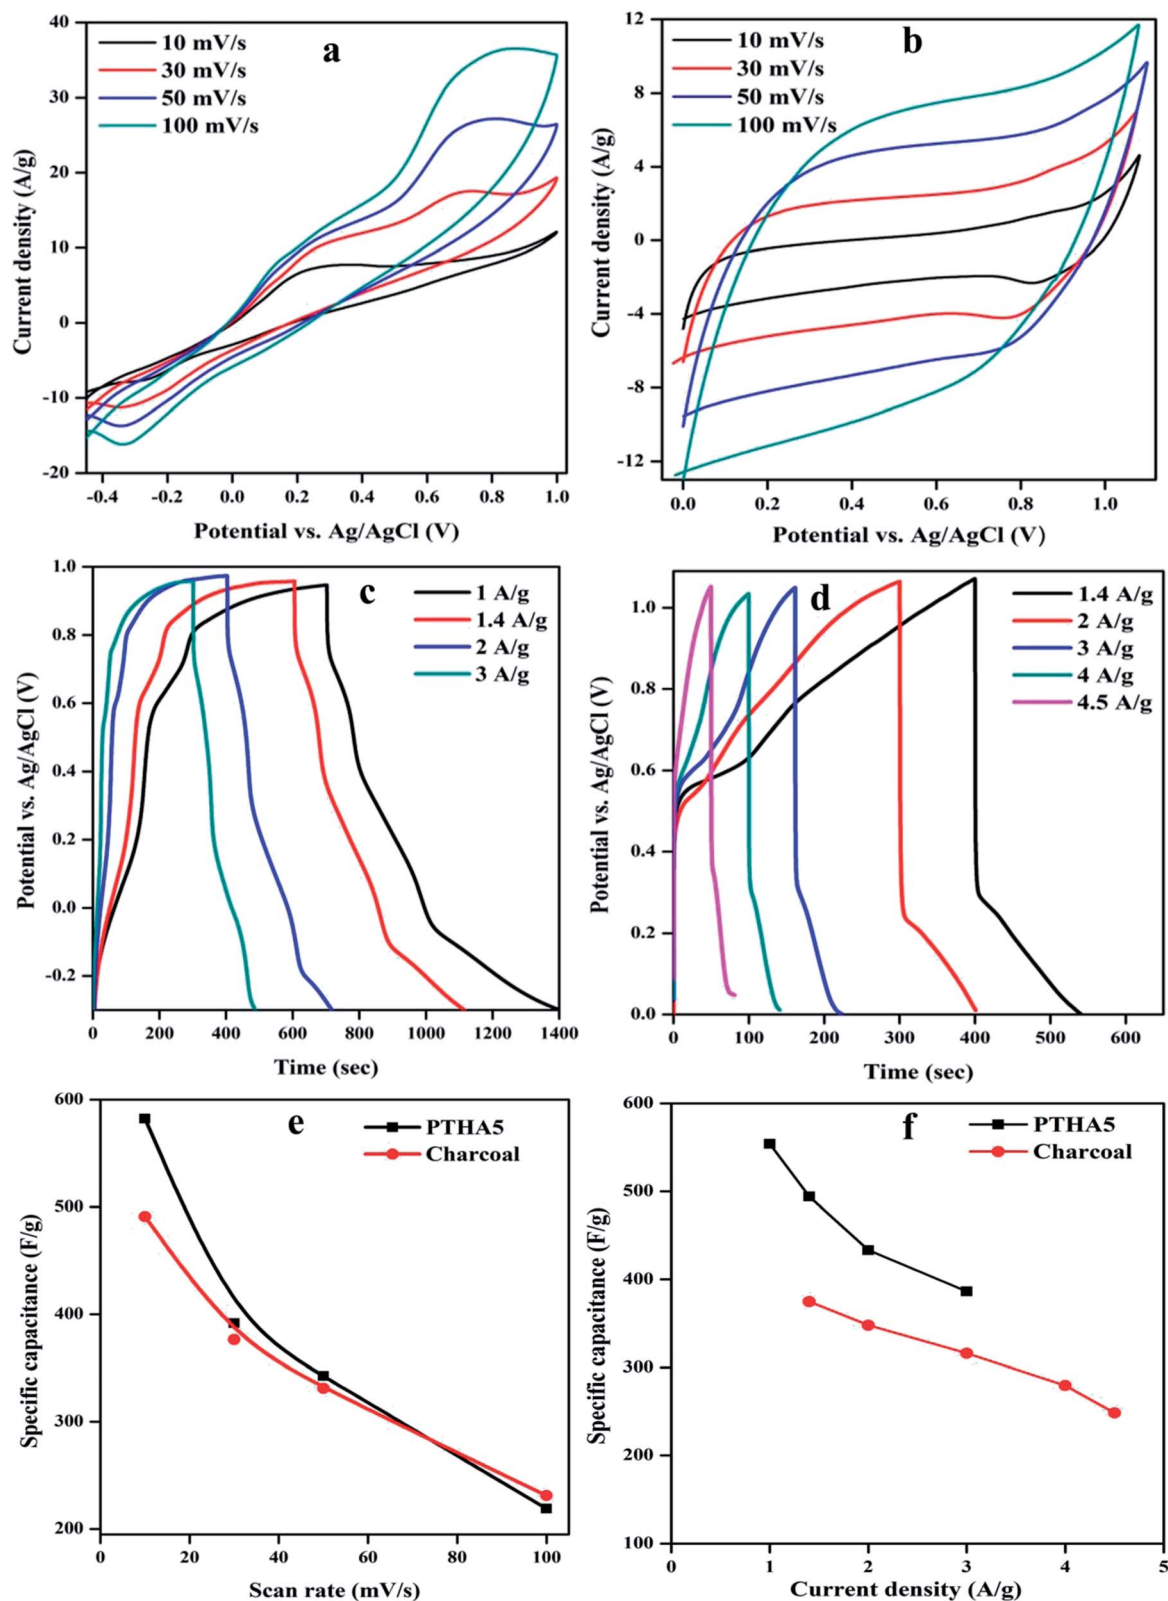 a
10 mV/s
30 mV/s
50 mV/s
100 mV/s
40
30
20
10
0
-10
-20
Current density (A/g)
-0.4 -0.2 0.0 0.2 0.4 0.6 0.8 1.0
Potential vs. Ag/AgCl (V)
b
10 mV/s
30 mV/s
50 mV/s
100 mV/s
12
8
4
0
-4
-8
-12
Current density (A/g)
0.0 0.2 0.4 0.6 0.8 1.0
Potential vs. Ag/AgCl (V)
c
1 A/g
1.4 A/g
2 A/g
3 A/g
1.0
0.8
0.6
0.4
0.2
0.0
-0.2
Potential vs. Ag/AgCl (V)
0 200 400 600 800 1000 1200 1400
Time (sec)
d
1.4 A/g
2 A/g
3 A/g
4 A/g
4.5 A/g
1.0
0.8
0.6
0.4
0.2
0.0
Potential vs. Ag/AgCl (V)
0 100 200 300 400 500 600
Time (sec)
e
PTHA5
Charcoal
600
500
400
300
200
Specific capacitance (F/g)
0 20 40 60 80 100
Scan rate (mV/s)
f
PTHA5
Charcoal
600
500
400
300
200
100
Specific capacitance (F/g)
0 1 2 3 4 5
Current density (A/g)